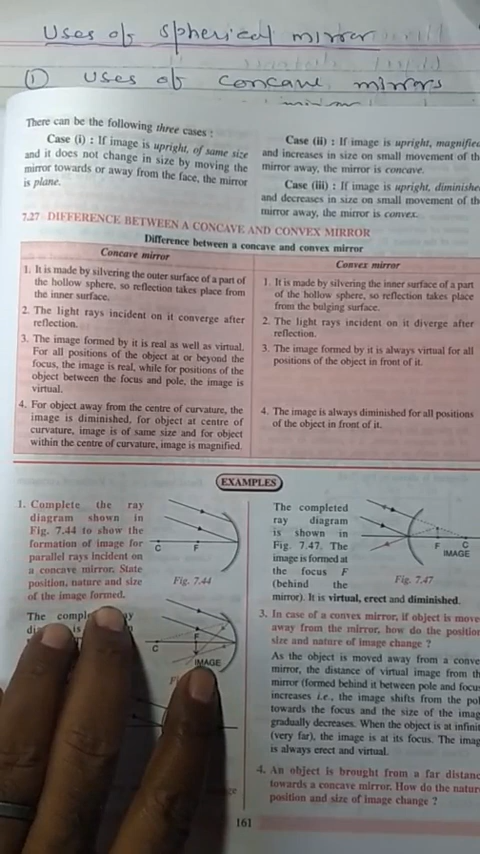 Uses of spherical mirror
① Uses of concave mirrors
There can be the following three cases :
Case (i) : If image is upright, of same size
and it does not change in size by moving the
mirror towards or away from the face, the mirror
is plane.
Case (ii) : If image is upright, magnified
and increases in size on small movement of the
mirror away, the mirror is concave.
Case (iii) : If image is upright, diminished
and decreases in size on small movement of the
mirror away, the mirror is convex.
7.27 DIFFERENCE BETWEEN A CONCAVE AND CONVEX MIRROR
Difference between a concave and convex mirror
Concave mirror
1. It is made by silvering the outer surface of a part of
the hollow sphere, so reflection takes place from
the inner surface.
2. The light rays incident on it converge after
reflection.
3. The image formed by it is real as well as virtual.
For all positions of the object at or beyond the
focus, the image is real, while for positions of the
object between the focus and pole, the image is
virtual.
4. For object away from the centre of curvature, the
image is diminished, for object at centre of
curvature, image is of same size and for object
within the centre of curvature, image is magnified.
Convex mirror
1. It is made by silvering the inner surface of a part
of the hollow sphere, so reflection takes place
from the bulging surface.
2. The light rays incident on it diverge after
reflection.
3. The image formed by it is always virtual for all
positions of the object in front of it.
4. The image is always diminished for all positions
of the object in front of it.
EXAMPLES
1. Complete the ray
diagram shown in
Fig. 7.44 to show the
formation of image for
parallel rays incident on
a concave mirror. State
position, nature and size
of the image formed.
C F
Fig. 7.44
The
is
C F
IMAGE
The completed
ray diagram
is shown in
Fig. 7.47. The
image is formed at
the focus F
(behind the
mirror). It is virtual, erect and diminished.
F C
IMAGE
Fig. 7.47
3. In case of a convex mirror, if object is move
away from the mirror, how do the position
size and nature of image change ?
As the object is moved away from a conve
mirror, the distance of virtual image from th
mirror (formed behind it between pole and focus
increases i.e., the image shifts from the pol
towards the focus and the size of the imag
gradually decreases. When the object is at infinit
(very far), the image is at its focus. The imag
is always erect and virtual.
4. An object is brought from a far distanc
towards a concave mirror. How do the nature
position and size of image change ?
161